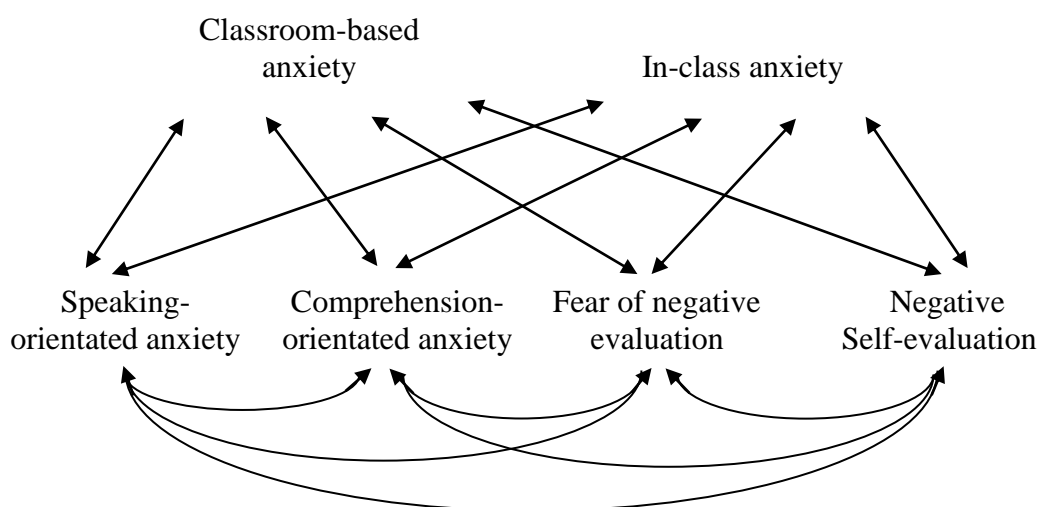 Classroom-based
anxiety
In-class anxiety
Speaking-
orientated anxiety
Comprehension-
orientated anxiety
Fear of negative
evaluation
Negative
Self-evaluation